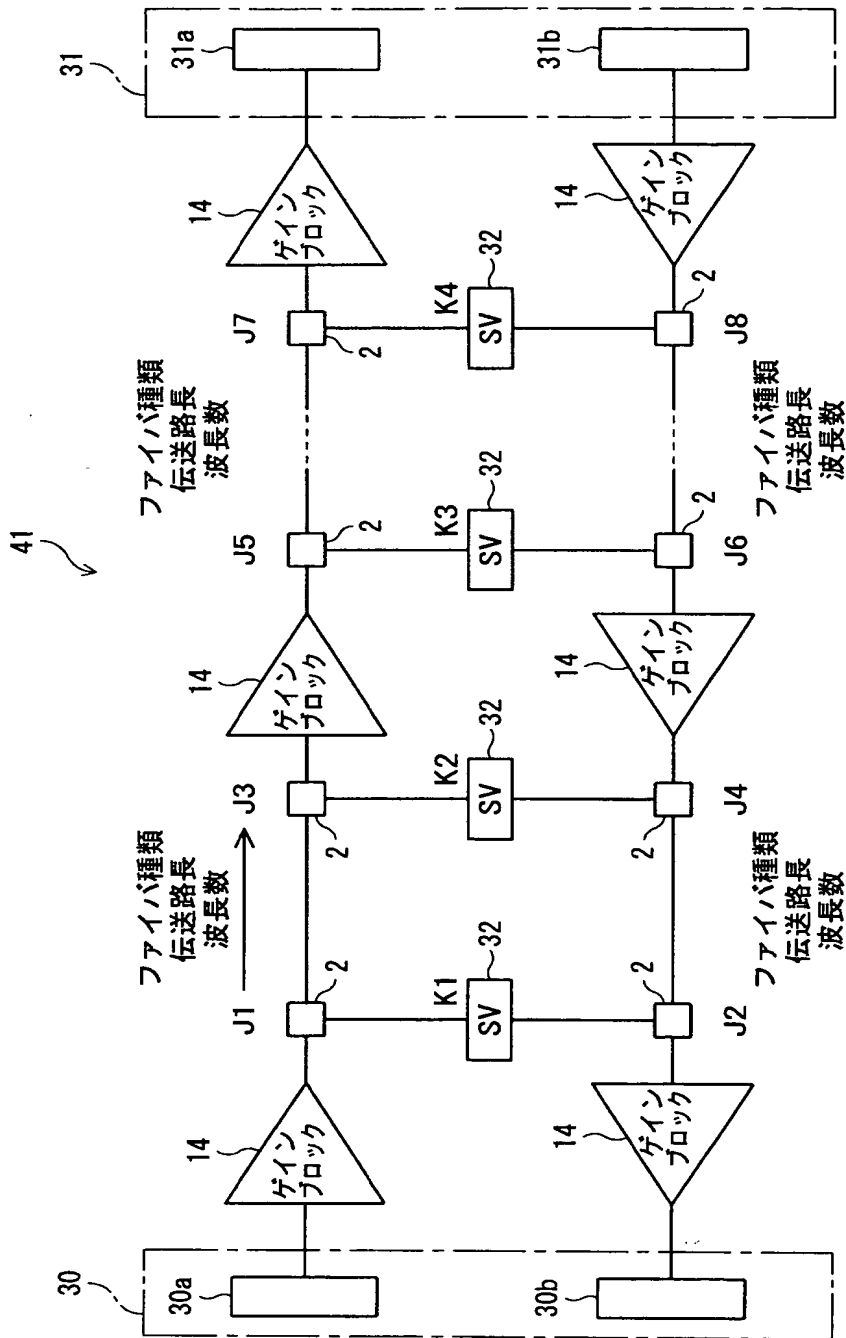 41
30
31
30a
14
ゲイン
ブロック
J1
2
ファイバ種類
伝送路長
波長数
J3
2
14
ゲイン
ブロック
J5
2
ファイバ種類
伝送路長
波長数
J7
2
14
ゲイン
ブロック
31a
K1
32
SV
K2
32
SV
K3
32
SV
K4
32
SV
30b
14
ゲイン
ブロック
2
J2
ファイバ種類
伝送路長
波長数
2
J4
14
ゲイン
ブロック
2
J6
ファイバ種類
伝送路長
波長数
2
J8
14
ゲイン
ブロック
31b